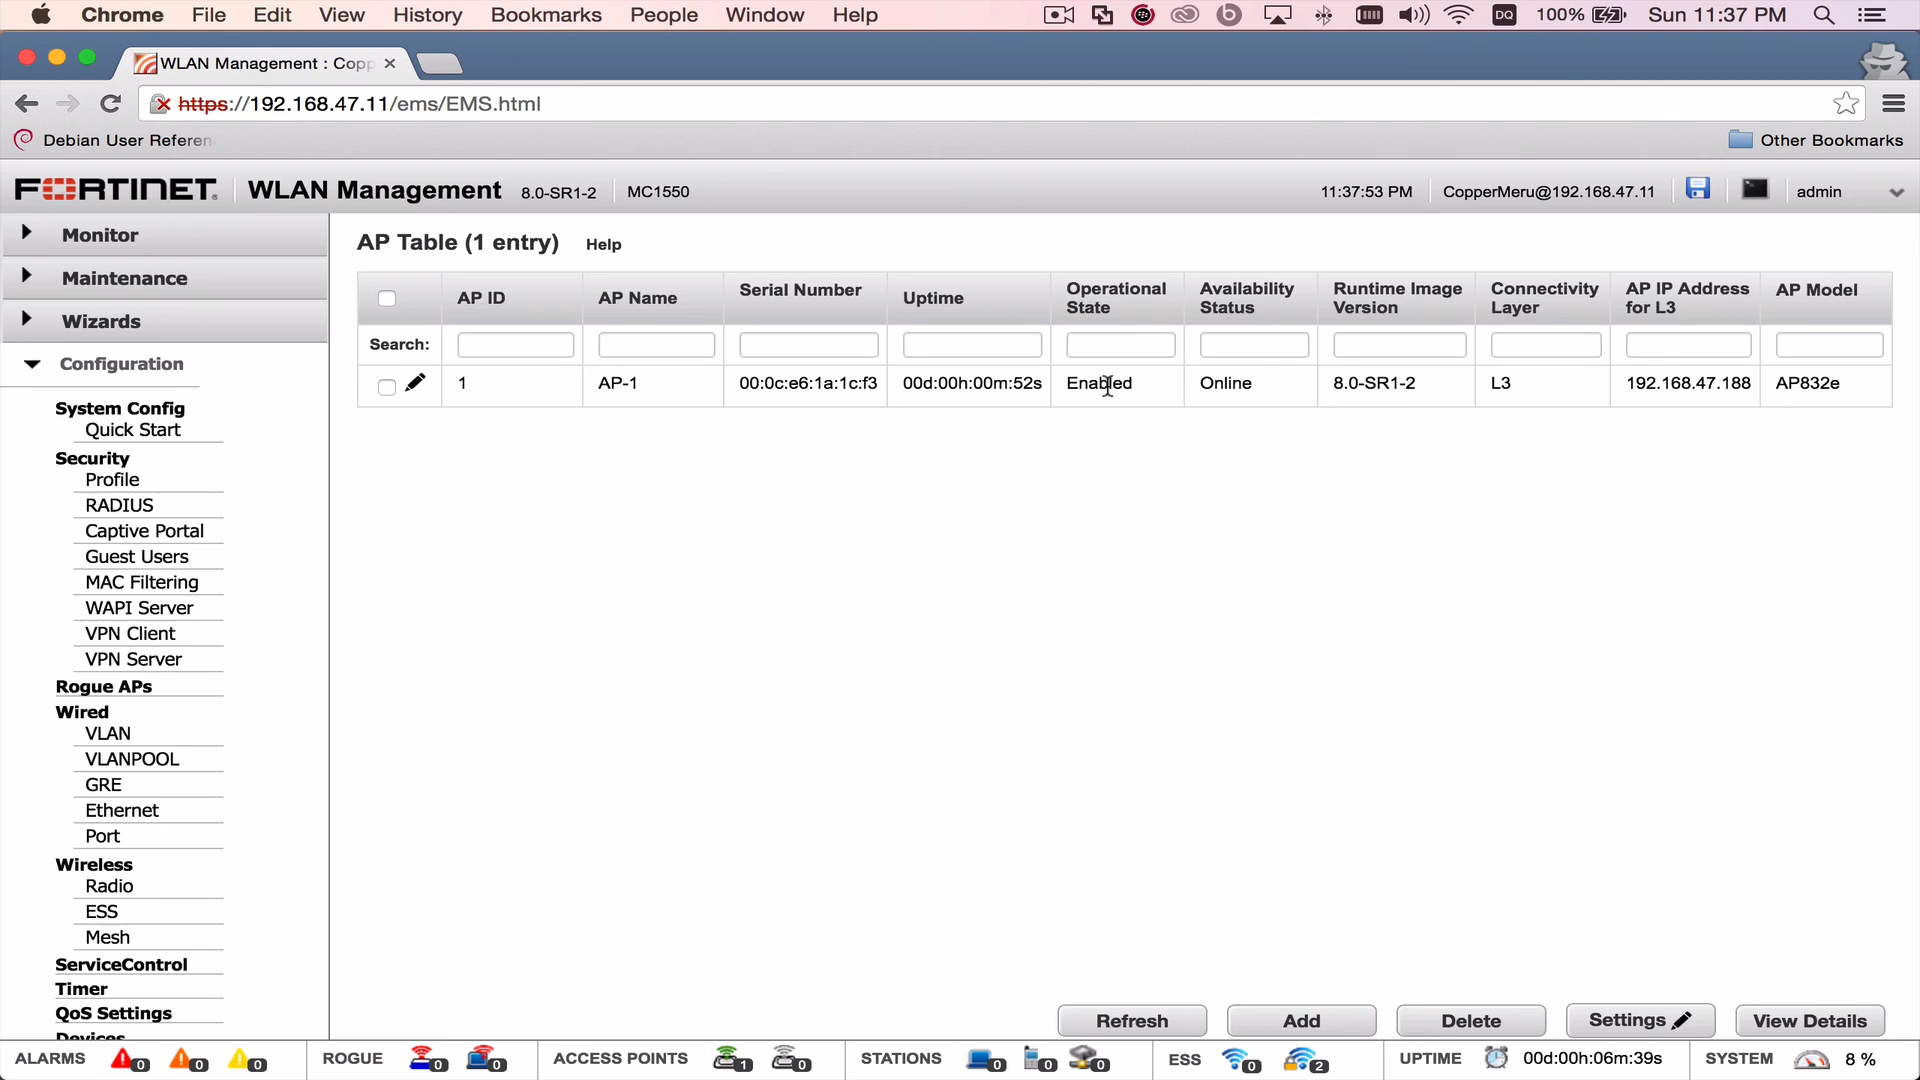 Chrome File Edit View History Bookmarks People Window Help DQ 100% Sun 11:37 PM
WLAN Management : Copp
https://192.168.47.11/ems/EMS.html
Debian User Referen Other Bookmarks
FORTINET WLAN Management 8.0-SR1-2 MC1550 11:37:53 PM CopperMeru@192.168.47.11 admin
Monitor
Maintenance
Wizards
Configuration
System Config
Quick Start
Security
Profile
RADIUS
Captive Portal
Guest Users
MAC Filtering
WAPI Server
VPN Client
VPN Server
Rogue APs
Wired
VLAN
VLANPOOL
GRE
Ethernet
Port
Wireless
Radio
ESS
Mesh
ServiceControl
Timer
QoS Settings
Devices
AP Table (1 entry) Help
AP ID AP Name Serial Number Uptime Operational State Availability Status Runtime Image Version Connectivity Layer AP IP Address for L3 AP Model
Search:
1 AP-1 00:0c:e6:1a:1c:f3 00d:00h:00m:52s Enabled Online 8.0-SR1-2 L3 192.168.47.188 AP832e
Refresh Add Delete Settings View Details
ALARMS 0 0 0 ROGUE 0 0 ACCESS POINTS 1 0 STATIONS 0 0 0 ESS 0 2 UPTIME 00d:00h:06m:39s SYSTEM 8 %